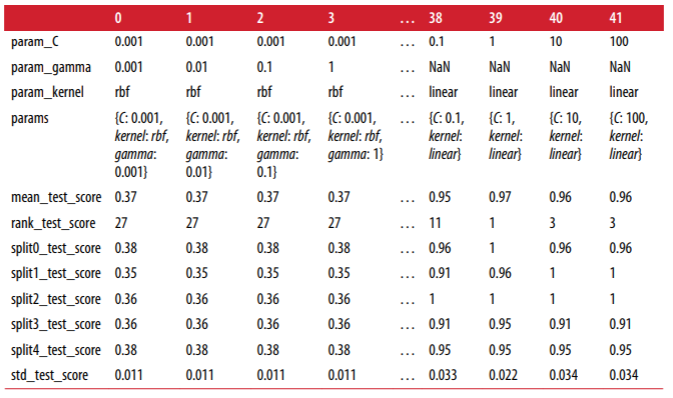 0 1 2 3 … 38 39 40 41
param_C 0.001 0.001 0.001 0.001 … 0.1 1 10 100
param_gamma 0.001 0.01 0.1 1 … NaN NaN NaN NaN
param_kernel rbf rbf rbf rbf … linear linear linear linear
params {C: 0.001, {C: 0.001, {C: 0.001, {C: 0.001, … {C: 0.1, {C: 1, {C: 10, {C: 100,
kernel: rbf, kernel: rbf, kernel: rbf, kernel: rbf, kernel: kernel: kernel: kernel:
gamma: gamma: gamma: gamma: 1} linear} linear} linear} linear}
0.001} 0.01} 0.1}
mean_test_score 0.37 0.37 0.37 0.37 … 0.95 0.97 0.96 0.96
rank_test_score 27 27 27 27 … 11 1 3 3
split0_test_score 0.38 0.38 0.38 0.38 … 0.96 1 0.96 0.96
split1_test_score 0.35 0.35 0.35 0.35 … 0.91 0.96 1 1
split2_test_score 0.36 0.36 0.36 0.36 … 1 1 1 1
split3_test_score 0.36 0.36 0.36 0.36 … 0.91 0.95 0.91 0.91
split4_test_score 0.38 0.38 0.38 0.38 … 0.95 0.95 0.95 0.95
std_test_score 0.011 0.011 0.011 0.011 … 0.033 0.022 0.034 0.034